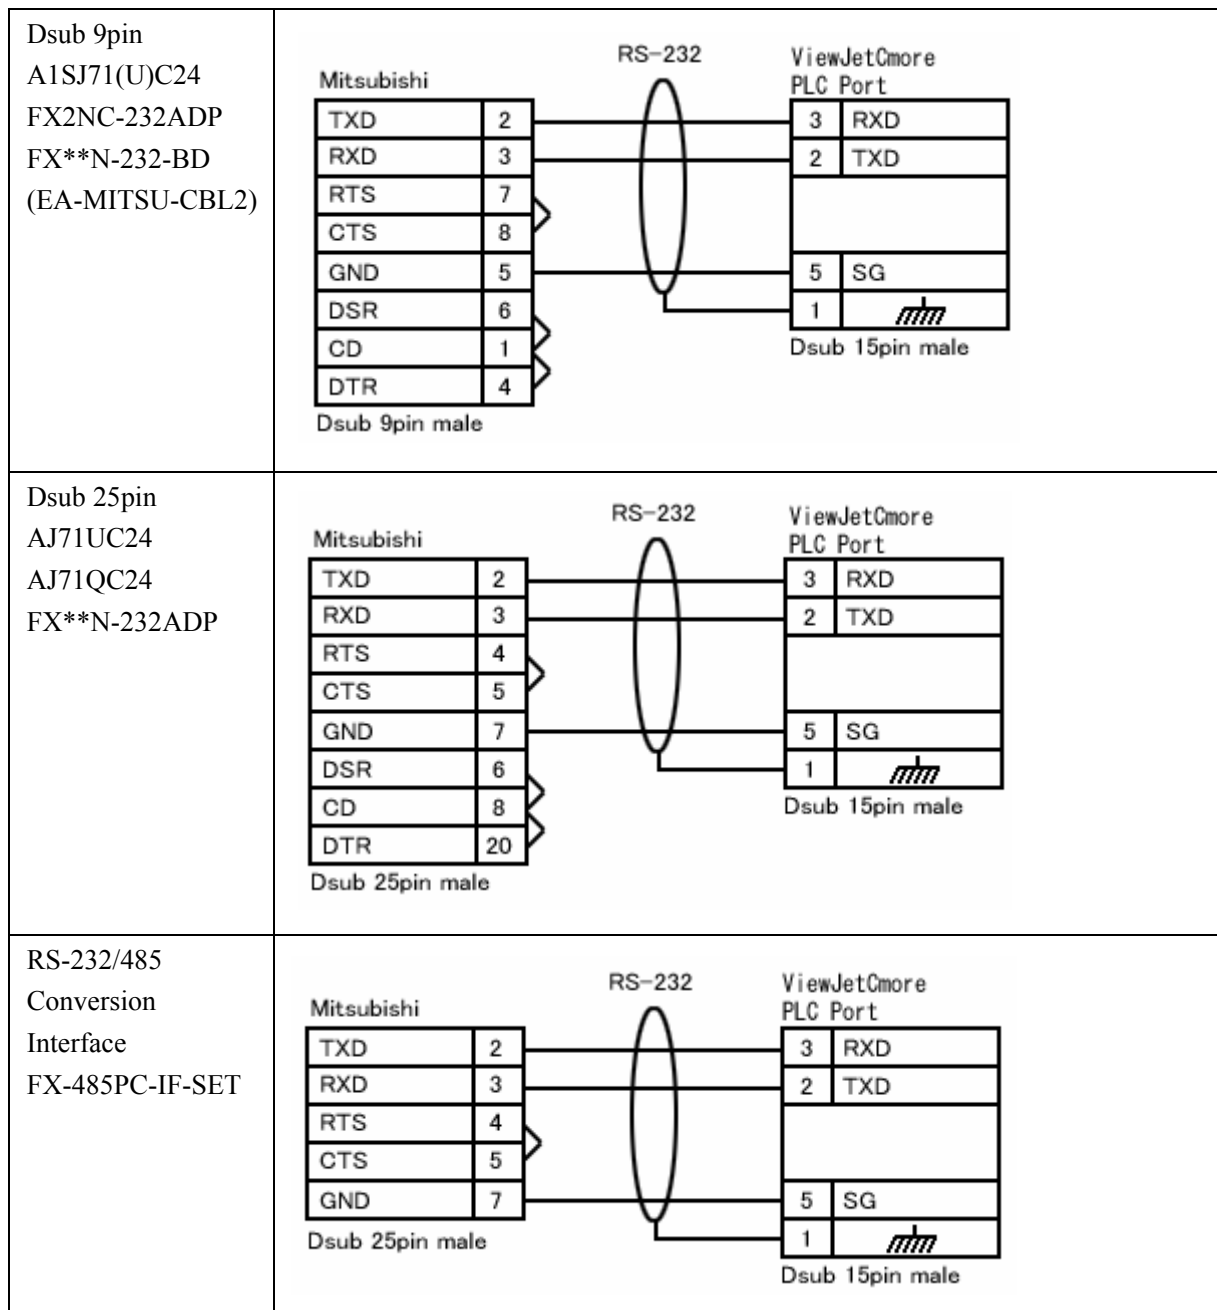 Dsub 9pin
A1SJ71(U)C24
FX2NC-232ADP
FX**N-232-BD
(EA-MITSU-CBL2)
RS-232
ViewJetCmore
Mitsubishi
PLC Port
TXD 2 3 RXD
RXD 3 2 TXD
RTS 7
CTS 8
GND 5 5 SG
DSR 6 1
CD 1
Dsub 15pin male
DTR 4
Dsub 9pin male
Dsub 25pin
AJ71UC24
AJ71QC24
FX**N-232ADP
RS-232
ViewJetCmore
Mitsubishi
PLC Port
TXD 2 3 RXD
RXD 3 2 TXD
RTS 4
CTS 5
GND 7 5 SG
DSR 6 1
CD 8
Dsub 15pin male
DTR 20
Dsub 25pin male
RS-232/485
Conversion
Interface
FX-485PC-IF-SET
RS-232
ViewJetCmore
Mitsubishi
PLC Port
TXD 2 3 RXD
RXD 3 2 TXD
RTS 4
CTS 5
GND 7 5 SG
1
Dsub 25pin male
Dsub 15pin male